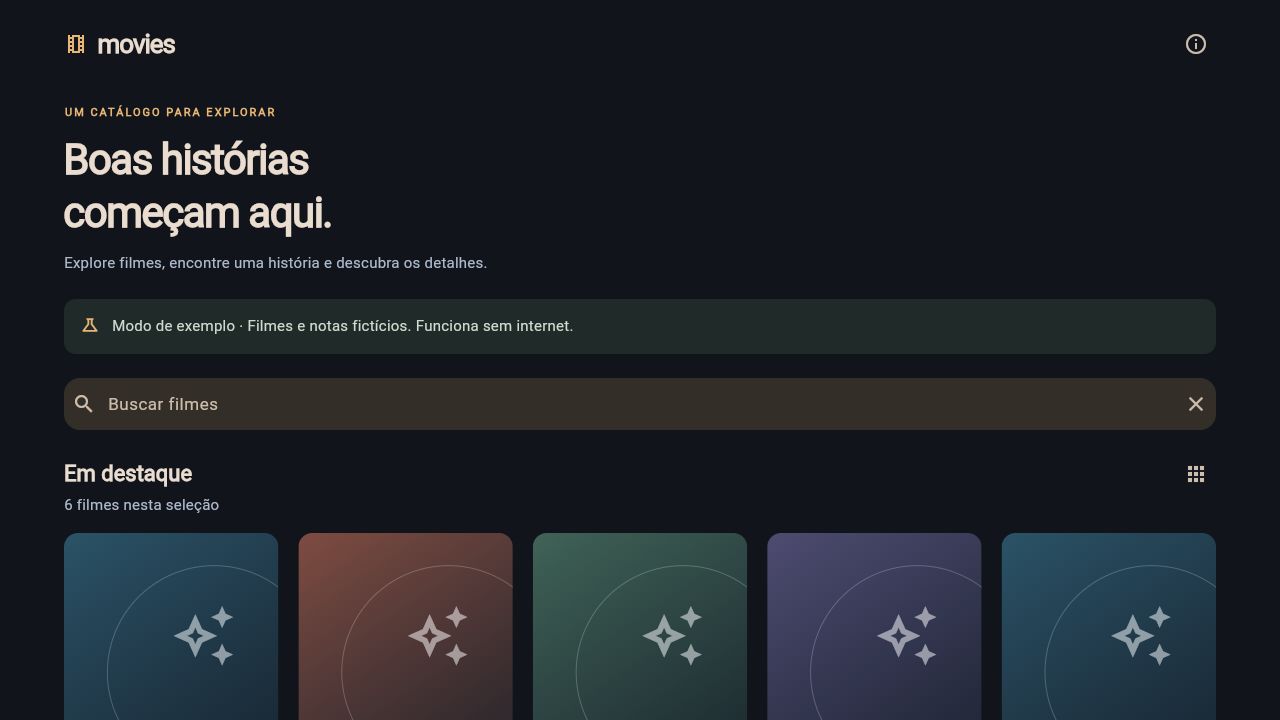 movies
UM CATÁLOGO PARA EXPLORAR
Boas histórias
começam aqui.
Explore filmes, encontre uma história e descubra os detalhes.
Modo de exemplo · Filmes e notas fictícios. Funciona sem internet.
Buscar filmes
Em destaque
6 filmes nesta seleção